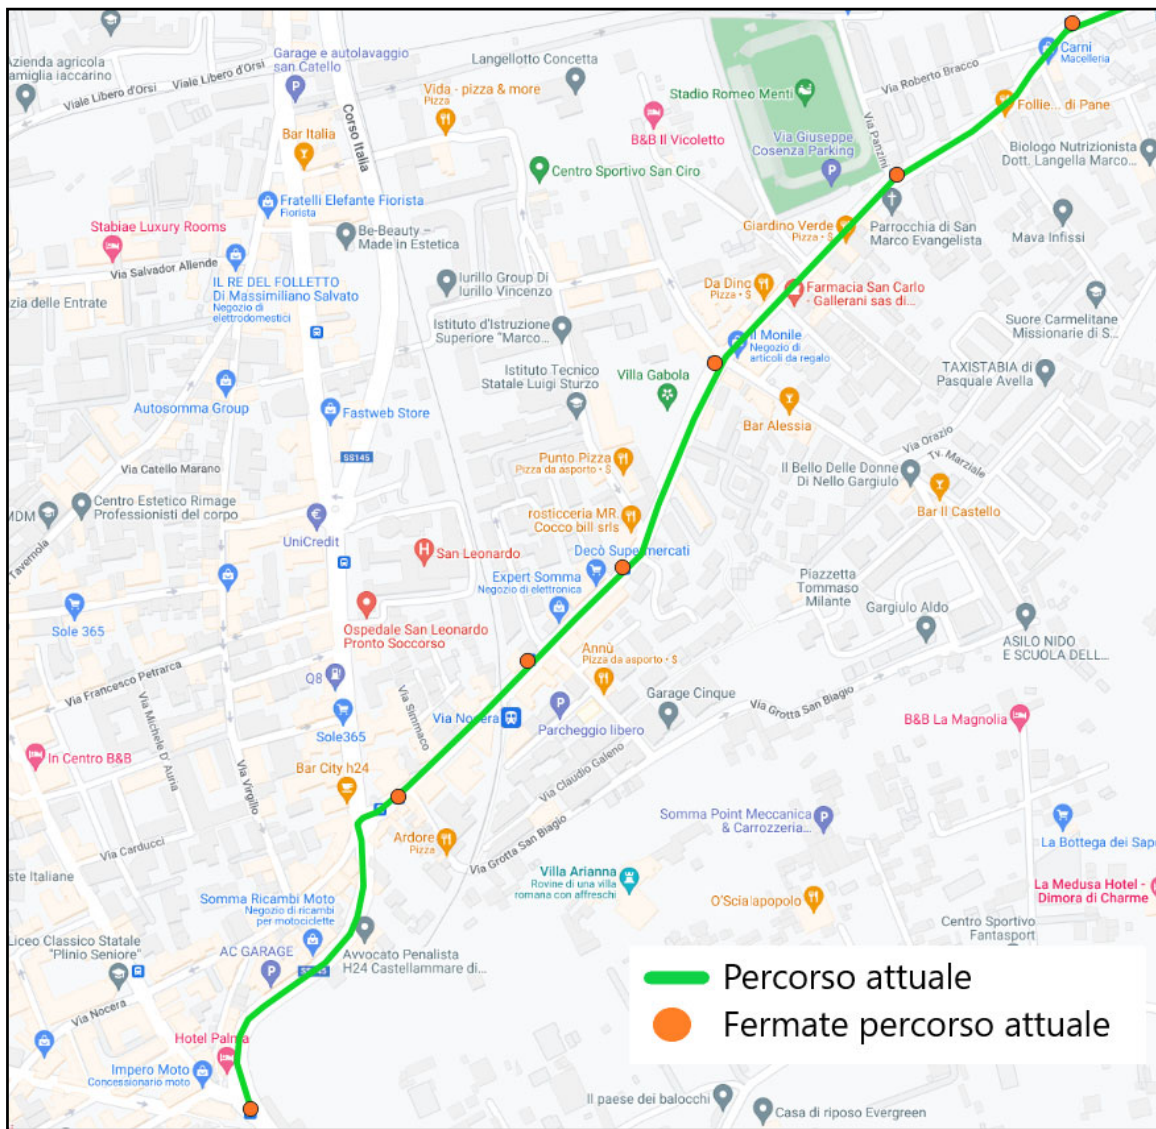 Azienda agricola
famiglia iaccarino
Viale Libero d'Orsi
Viale Libero d'Orsi
Garage e autolavaggio
san Catello
Corso Italia
Bar Italia
Vida - pizza & more
Pizza
Langellotto Concetta
B&B Il Vicoletto
Stadio Romeo Menti
Via Giuseppe
Cosenza Parking
Via Panzini
Via Roberto Bracco
Carni
Macelleria
Follie... di Pane
Biologo Nutrizionista
Dott. Langella Marco...
Centro Sportivo San Ciro
Fratelli Elefante Fiorista
Fiorista
Stabiae Luxury Rooms
Via Salvador Allende
Be-Beauty –
Made in Estetica
Giardino Verde
Pizza • $
Parrocchia di San
Marco Evangelista
Mava Infissi
zia delle Entrate
IL RE DEL FOLLETTO
Di Massimiliano Salvato
Negozio di
elettrodomestici
Iurillo Group Di
Iurillo Vincenzo
Da Dino
Pizza • $
Farmacia San Carlo
- Gallerani sas di...
Suore Carmelitane
Missionarie di S...
Istituto d'Istruzione
Superiore "Marco...
Il Monile
Negozio di
articoli da regalo
Istituto Tecnico
Statale Luigi Sturzo
Villa Gabola
TAXISTABIA di
Pasquale Avella
Autosomma Group
Fastweb Store
Bar Alessia
Via Orazio
Tv. Marziale
SS145
Via Catello Marano
Punto Pizza
Pizza da asporto • $
Il Bello Delle Donne
Di Nello Gargiulo
Centro Estetico Rimage
Professionisti del corpo
MDM
Tavernola
UniCredit
rosticceria MR
Cocco bill srls
Bar Il Castello
San Leonardo
Decò Supermercati
Expert Somma
Negozio di elettronica
Piazzetta
Tommaso
Milante
Gargiulo Aldo
Sole 365
Ospedale San Leonardo
Pronto Soccorso
ASILO NIDO
E SCUOLA DELL...
Via Francesco Petrarca
Q8
Annù
Pizza da asporto • $
Garage Cinque
Via Grotta San Biagio
B&B La Magnolia
Via Simmaco
Via Nocera
Parcheggio libero
Sole365
Via Michele D'Auria
Via Virgilio
In Centro B&B
Bar City h24
Via Claudio Galeno
Somma Point Meccanica
& Carrozzeria...
La Bottega dei Sapo
Via Carducci
Ardore
Pizza
Via Grotta San Biagio
ste Italiane
Villa Arianna
Rovine di una villa
romana con affreschi
O'Scialapopolo
La Medusa Hotel -
Dimora di Charme
Somma Ricambi Moto
Negozio di ricambi
per motociclette
Centro Sportivo
Fantasport
Liceo Classico Statale
"Plinio Seniore"
AC GARAGE
Avvocato Penalista
H24 Castellammare di...
Percorso attuale
Via Nocera
Fermate percorso attuale
Hotel Palma
Impero Moto
Concessionario moto
Il paese dei balocchi
Casa di riposo Evergreen